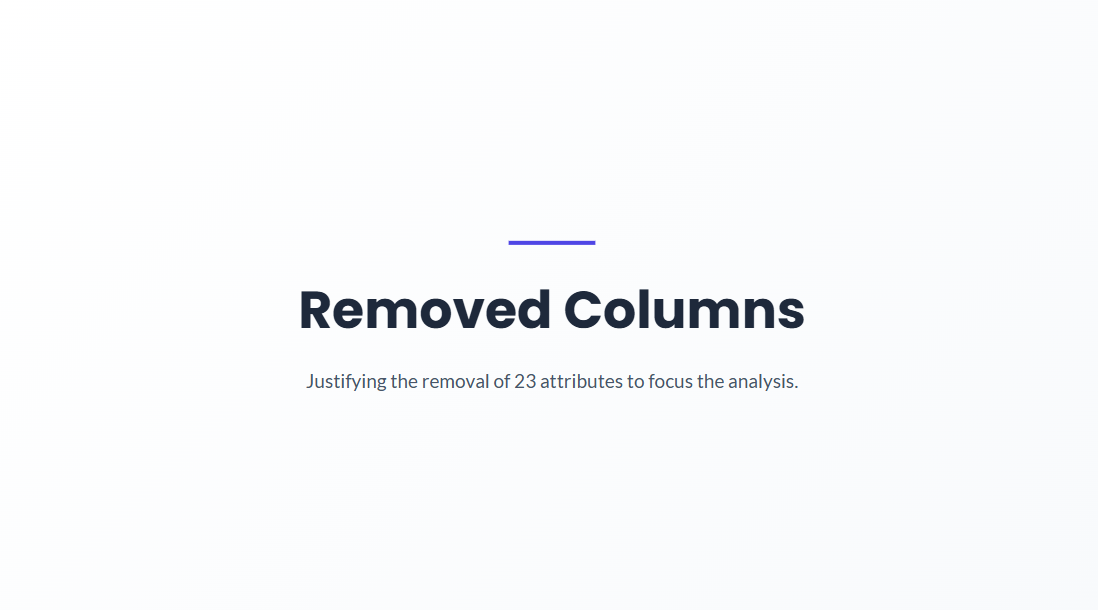 Removed Columns
Justifying the removal of 23 attributes to focus the analysis.